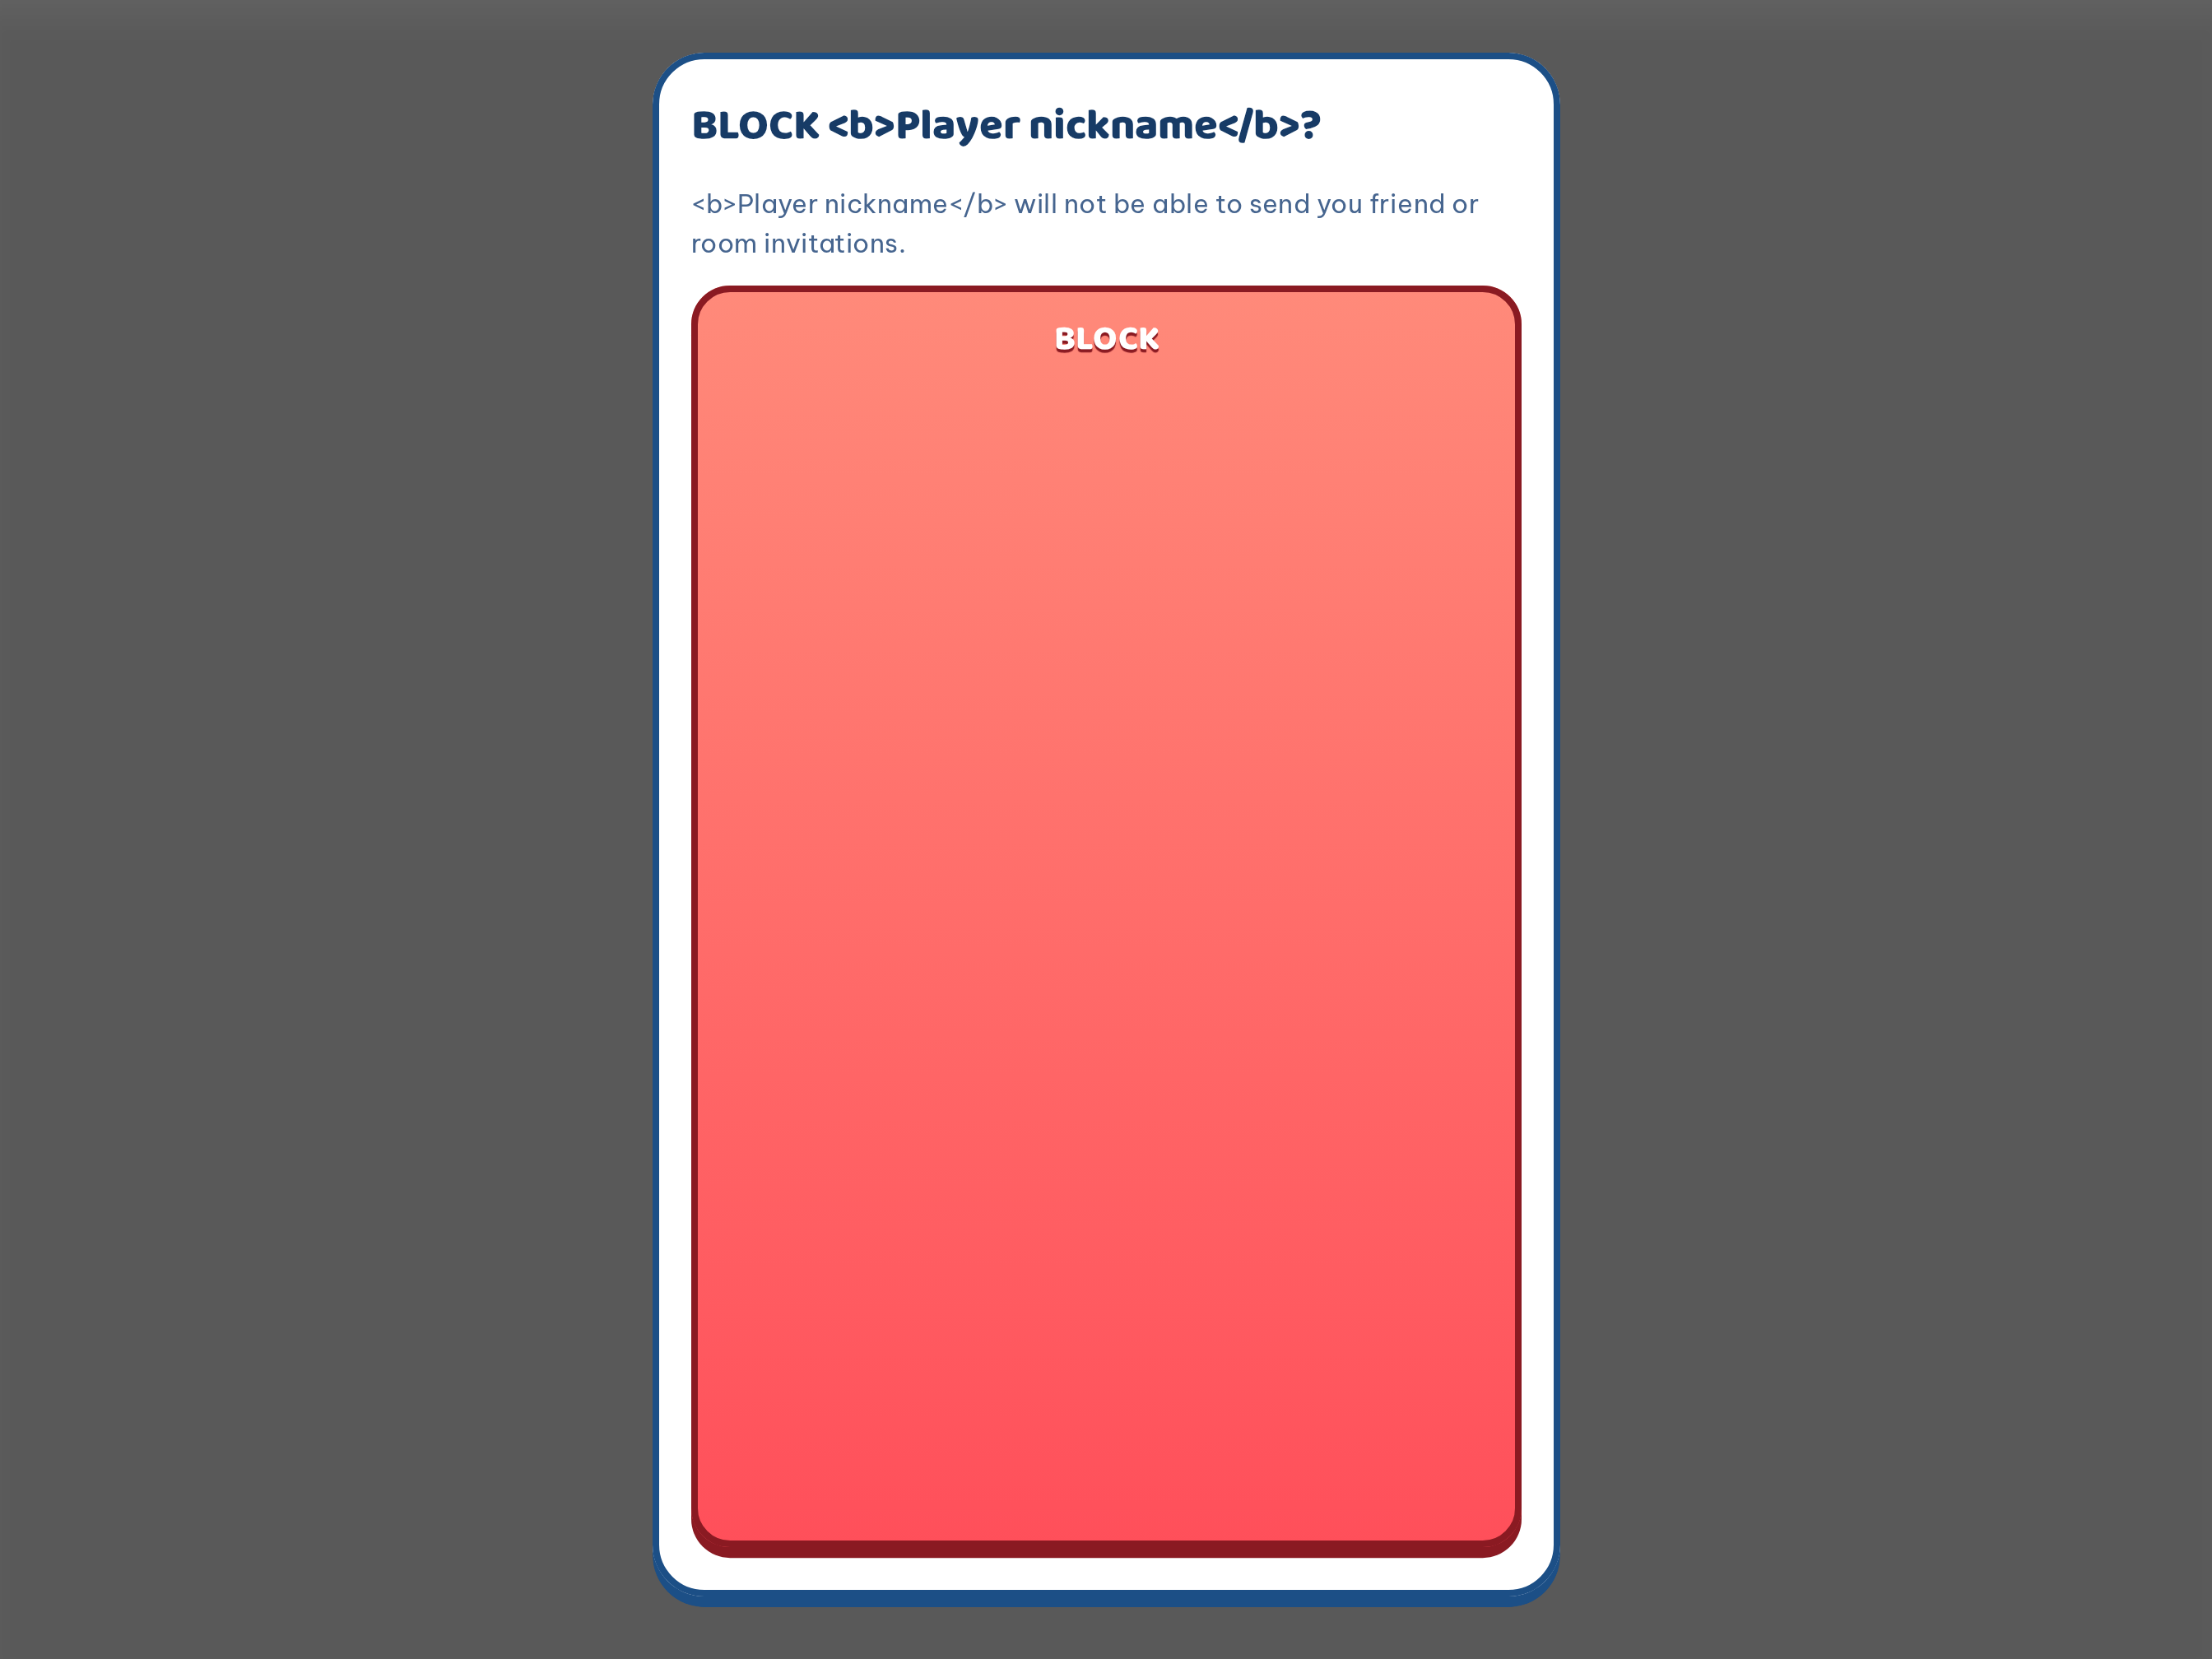 BLOCK <b>Player nickname</b>?
<b>Player nickname</b> will not be able to send you friend or
room invitations.
BLOCK